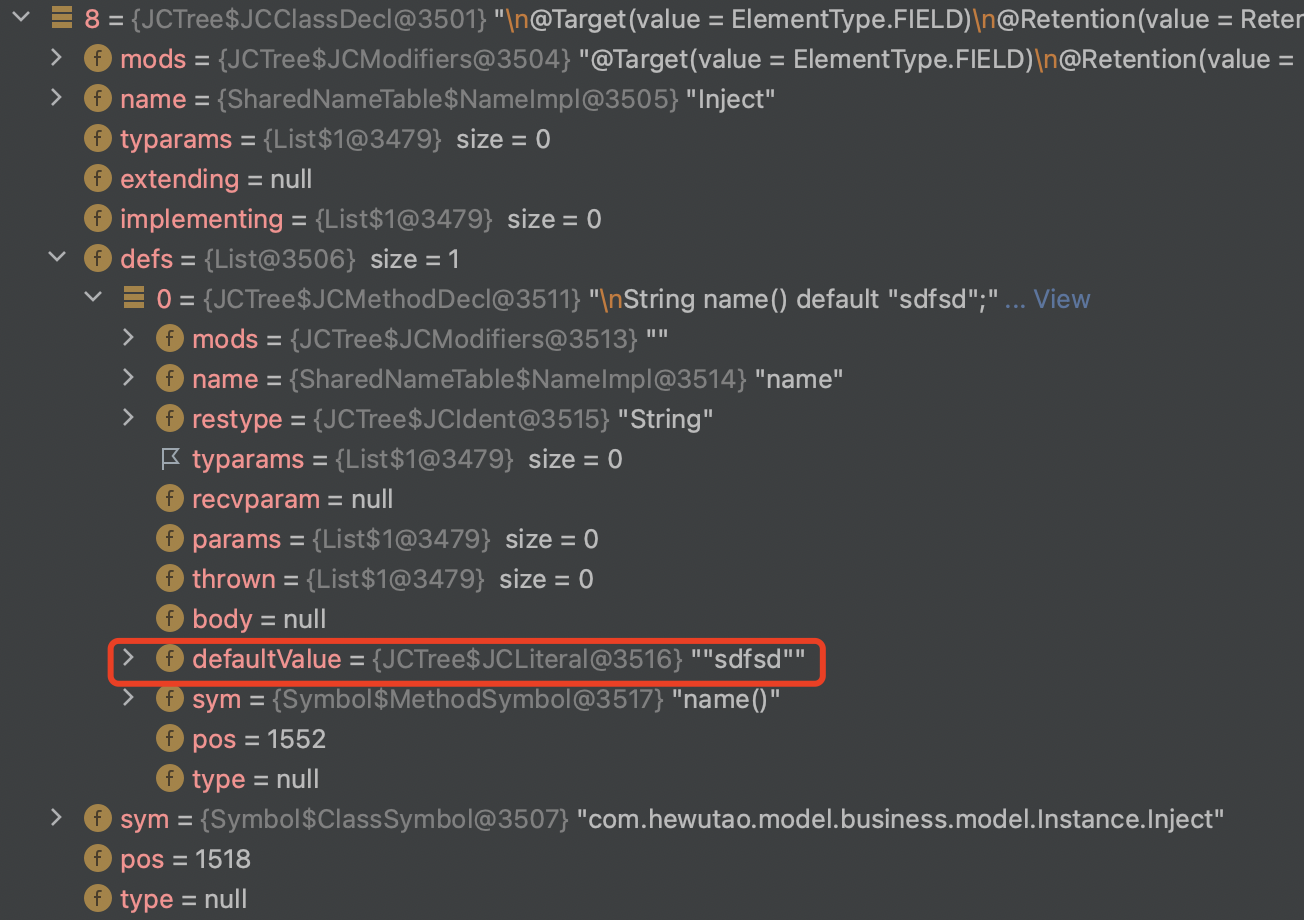 8 = {JCTree$JCClassDecl@3501} "\n@Target(value = ElementType.FIELD)\n@Retention(value = Reter
f mods = {JCTree$JCModifiers@3504} "@Target(value = ElementType.FIELD)\n@Retention(value =
f name = {SharedNameTable$NameImpl@3505} "Inject"
f typarams = {List$1@3479} size = 0
f extending = null
f implementing = {List$1@3479} size = 0
f defs = {List@3506} size = 1
0 = {JCTree$JCMethodDecl@3511} "\nString name() default "sdfsd";" ... View
f mods = {JCTree$JCModifiers@3513} ""
f name = {SharedNameTable$NameImpl@3514} "name"
f restype = {JCTree$JCIdent@3515} "String"
typarams = {List$1@3479} size = 0
f recvparam = null
f params = {List$1@3479} size = 0
f thrown = {List$1@3479} size = 0
f body = null
f defaultValue = {JCTree$JCLiteral@3516} ""sdfsd""
f sym = {Symbol$MethodSymbol@3517} "name()"
f pos = 1552
f type = null
f sym = {Symbol$ClassSymbol@3507} "com.hewutao.model.business.model.Instance.Inject"
f pos = 1518
f type = null